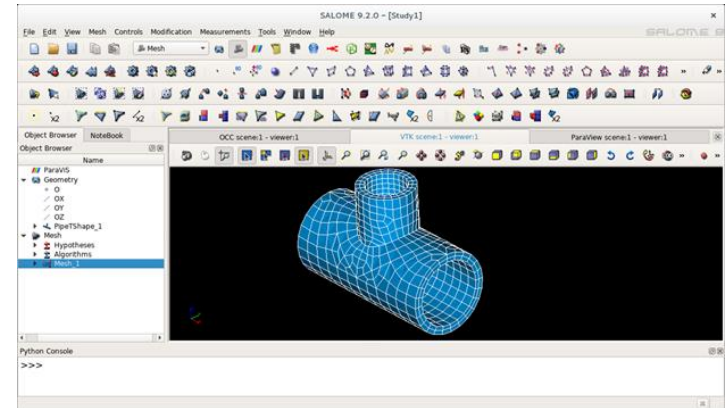 SALOME 9.2.0 - [Study1]
File Edit View Mesh Controls Modification Measurements Tools Window Help
SALOME 9
Mesh
Object Browser NoteBook
OCC scene:1 - viewer:1 VTK scene:1 - viewer:1 ParaView scene:1 - viewer:1
Object Browser
Name
ParaViS
Geometry
O
OX
OY
OZ
PipeTShape_1
Mesh
Hypotheses
Algorithms
Mesh_1
Python Console
>>>